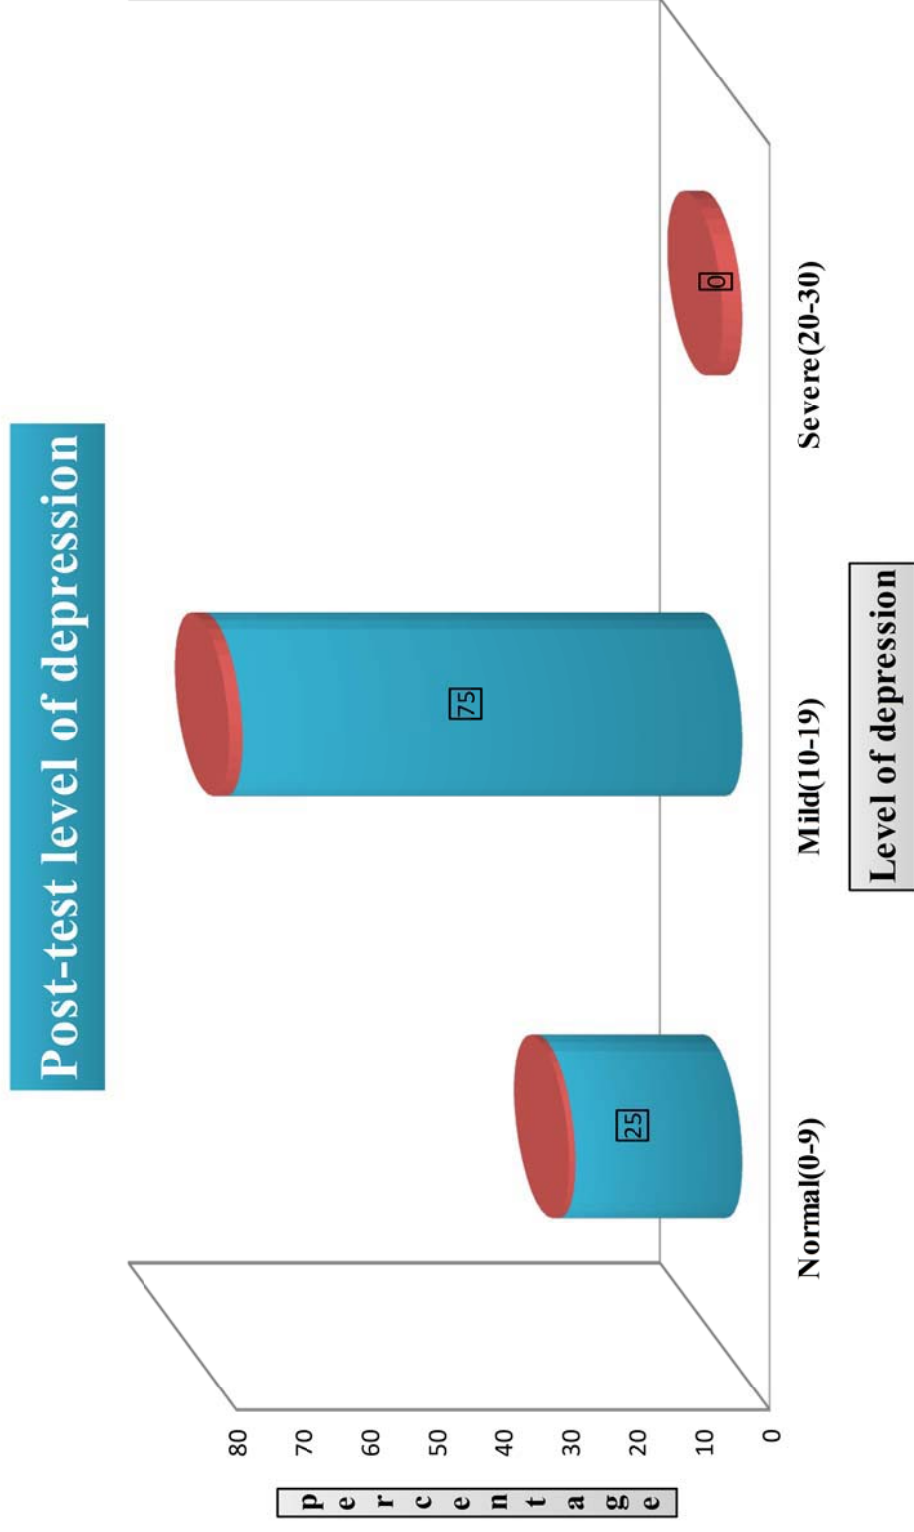 Post-test level of depression
percentage
80
70
60
50
40
30
20
10
0
25
75
0
Normal(0-9)
Mild(10-19)
Severe(20-30)
Level of depression